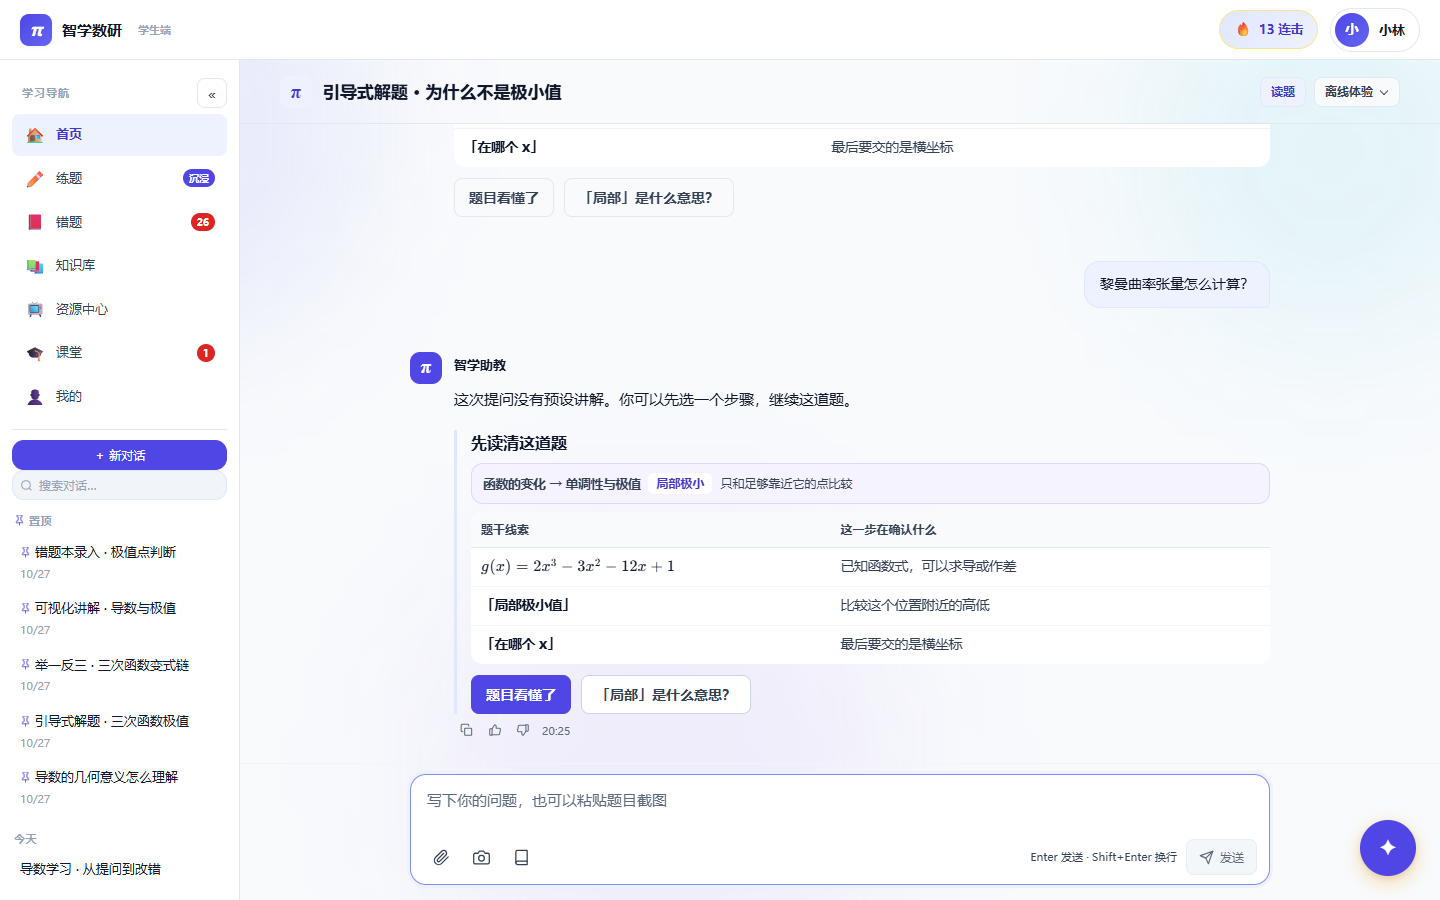 π 智学数研 学生端
13 连击
小 小林
学习导航 «
首页
练题 沉浸
错题 26
知识库
资源中心
课堂 1
我的
+ 新对话
搜索对话...
置顶
错题本录入 · 极值点判断
10/27
可视化讲解 · 导数与极值
10/27
举一反三 · 三次函数变式链
10/27
引导式解题 · 三次函数极值
10/27
导数的几何意义怎么理解
10/27
今天
导数学习 · 从提问到改错
π 引导式解题 • 为什么不是极小值
读题 离线体验
「在哪个 x」 最后要交的是横坐标
题目看懂了 「局部」是什么意思？
黎曼曲率张量怎么计算？
π 智学助教
这次提问没有预设讲解。你可以先选一个步骤，继续这道题。
先读清这道题
函数的变化 → 单调性与极值 局部极小 只和足够靠近它的点比较
题干线索 这一步在确认什么
g(x) = 2x³ − 3x² − 12x + 1 已知函数式，可以求导或作差
「局部极小值」 比较这个位置附近的高低
「在哪个 x」 最后要交的是横坐标
题目看懂了 「局部」是什么意思？
20:25
写下你的问题，也可以粘贴题目截图
Enter 发送 · Shift+Enter 换行 发送